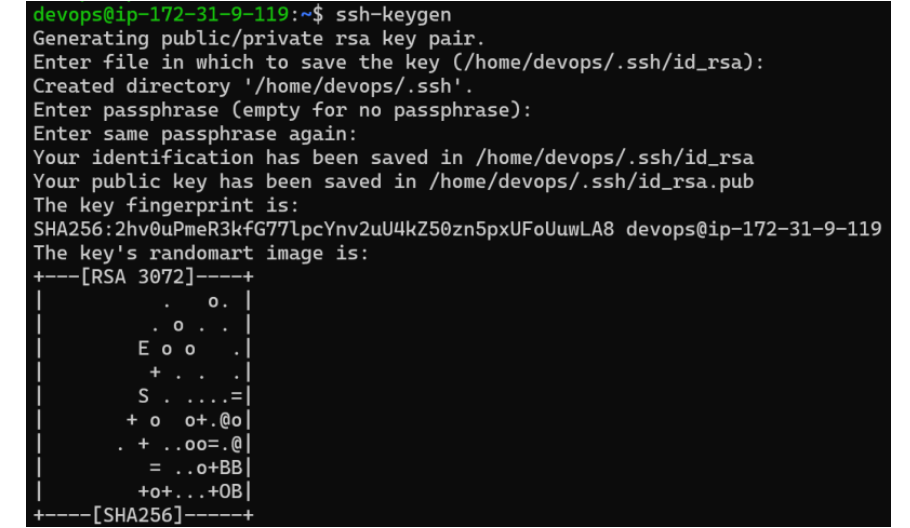 devops@ip-172-31-9-119:~$ ssh-keygen
Generating public/private rsa key pair.
Enter file in which to save the key (/home/devops/.ssh/id_rsa):
Created directory '/home/devops/.ssh'.
Enter passphrase (empty for no passphrase):
Enter same passphrase again:
Your identification has been saved in /home/devops/.ssh/id_rsa
Your public key has been saved in /home/devops/.ssh/id_rsa.pub
The key fingerprint is:
SHA256:2hv0uPmeR3kfG77lpcYnv2uU4kZ50zn5pxUFoUuwLA8 devops@ip-172-31-9-119
The key's randomart image is:
+---[RSA 3072]----+
|          .   o. |
|         . o . . |
|        E o o   .|
|         + . .  .|
|        S . ....=|
|       + o  o+.@o|
|      . + ..oo=.@|
|         = ..o+BB|
|        +o+...+OB|
+----[SHA256]-----+